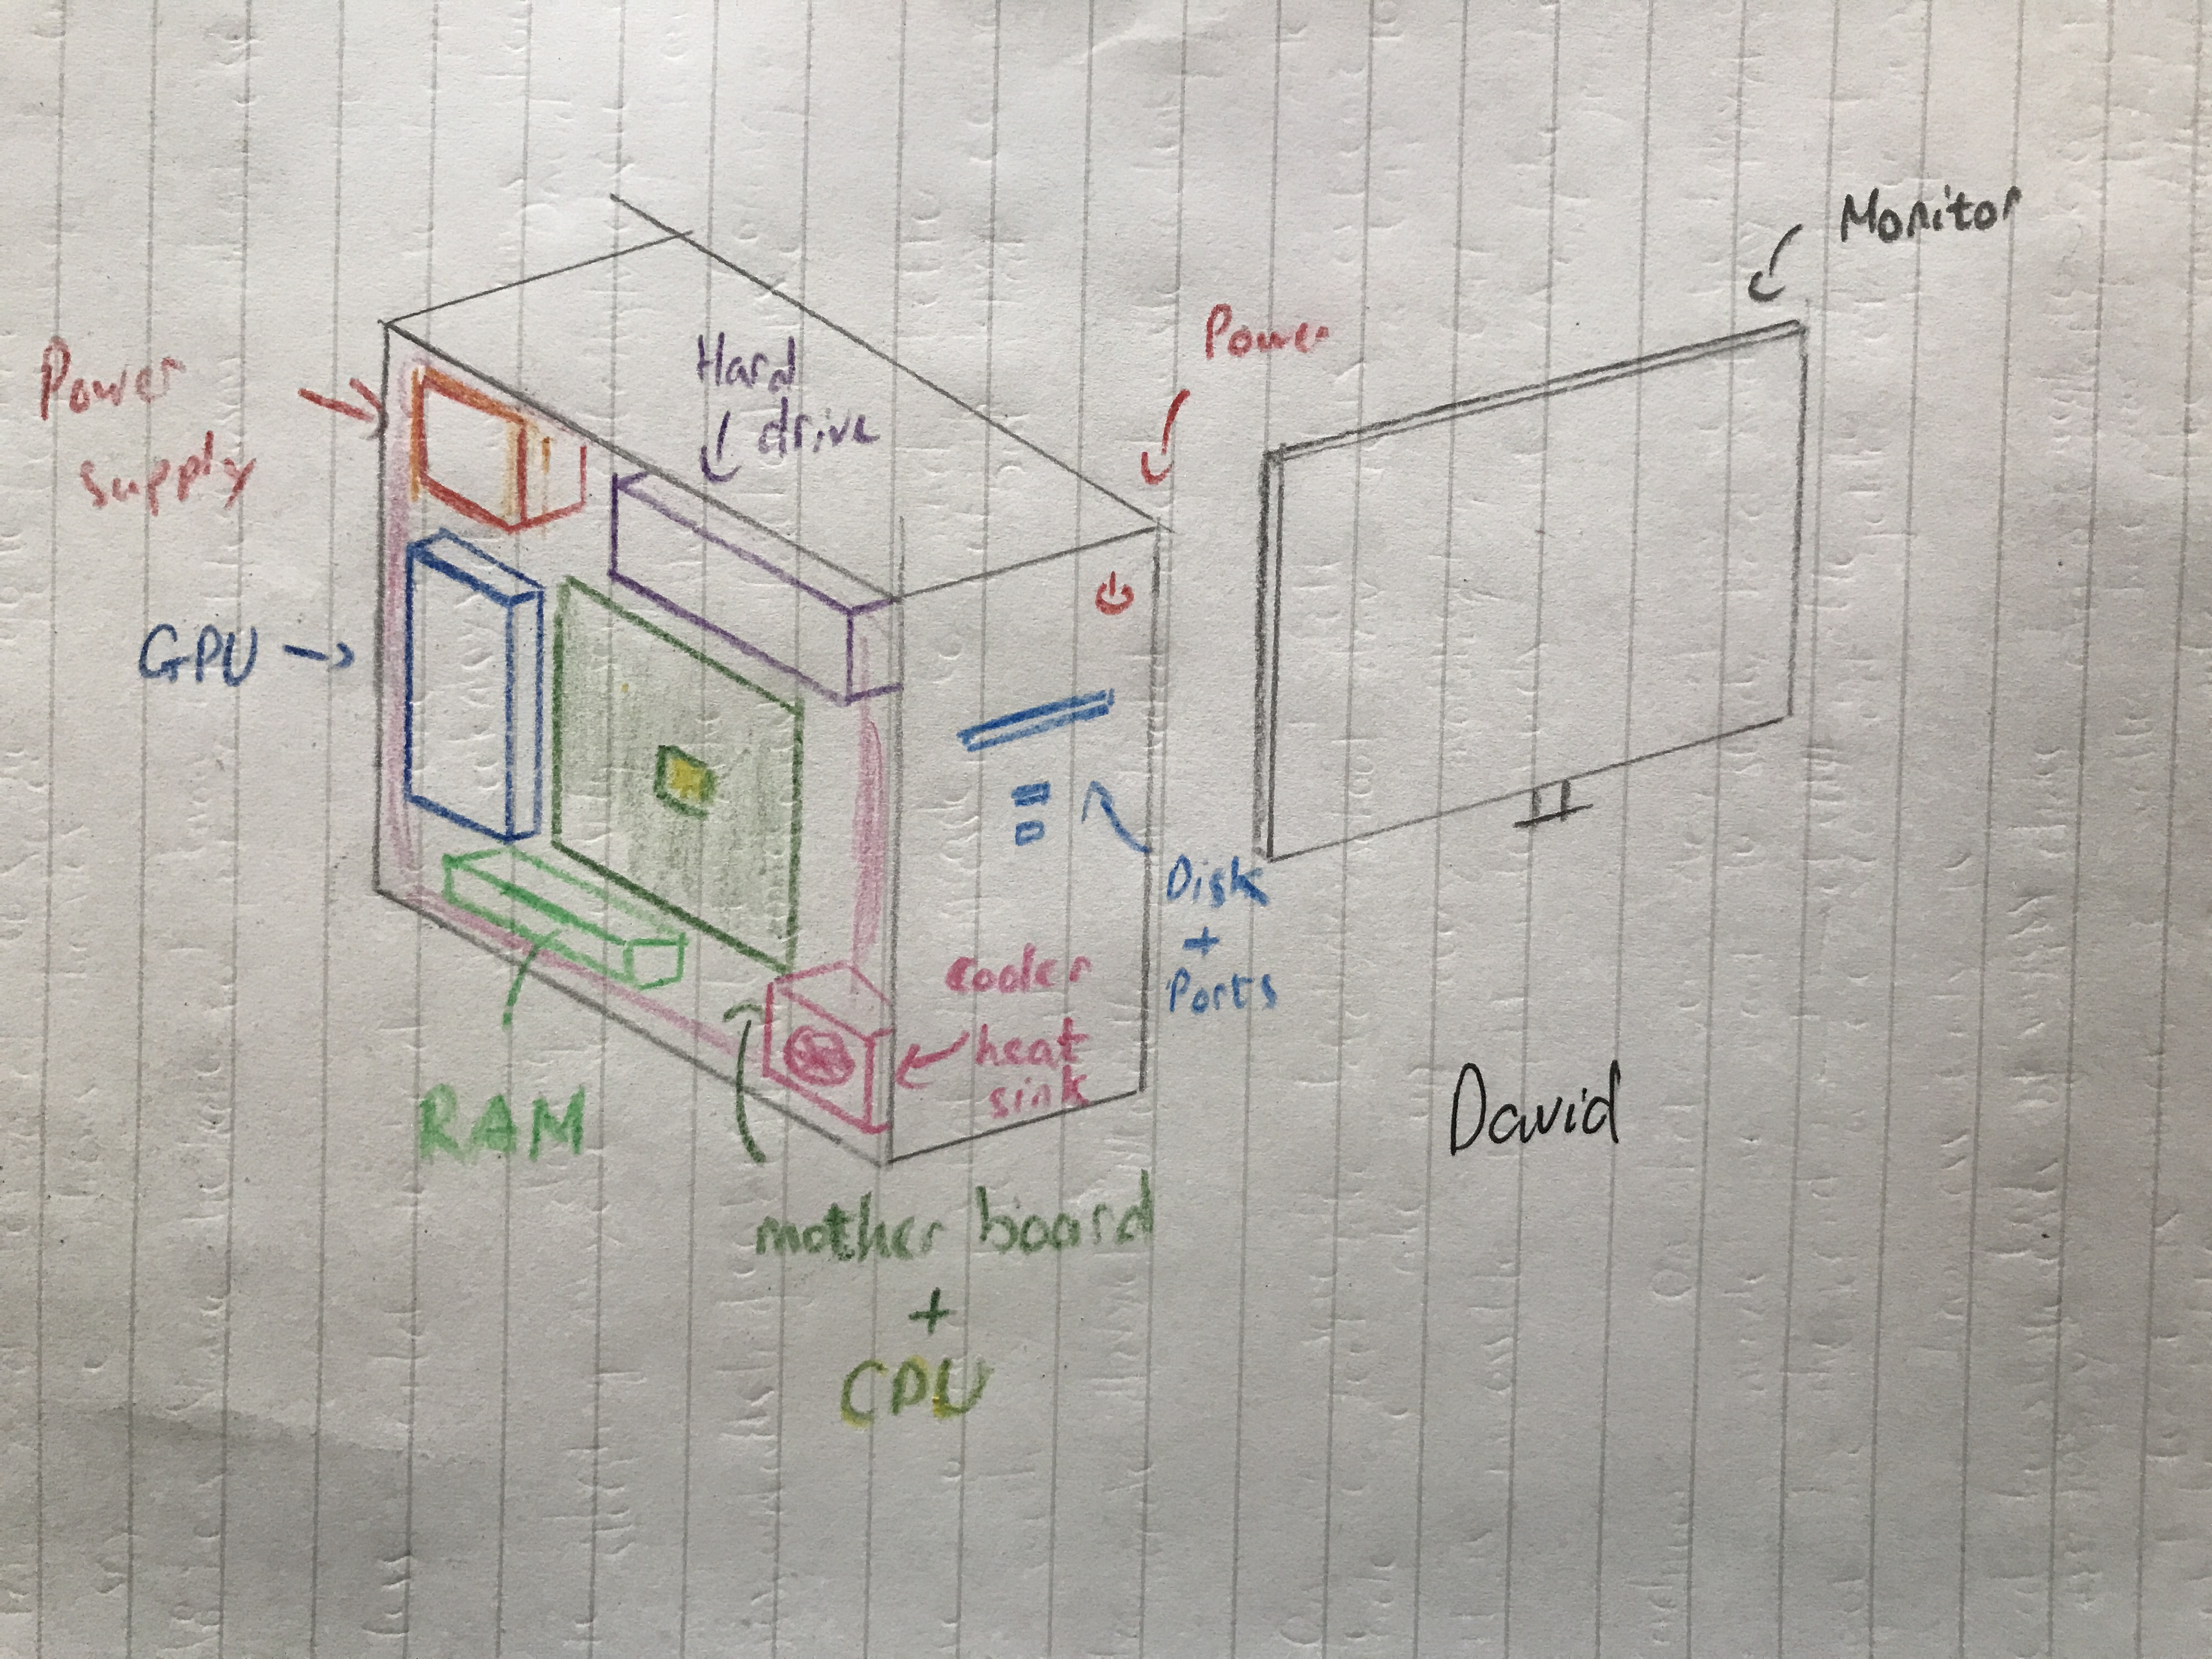 Power
supply
GPU
RAM
Hard
drive
mother board
+
CPU
cooler
heat
sink
Disk
+
Ports
Power
Monitor
David